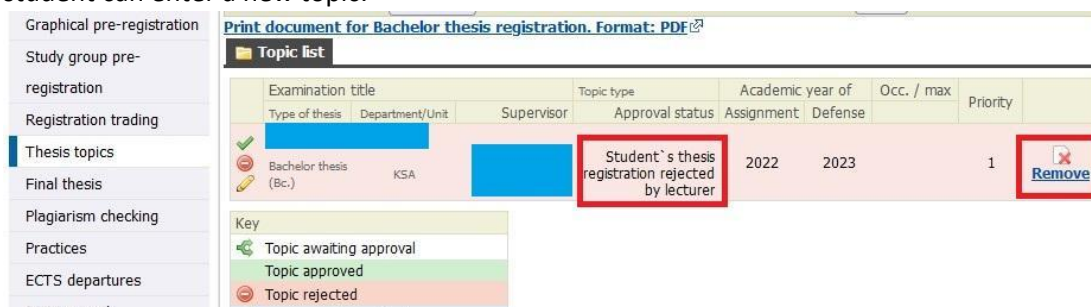 student can enter a new topic.
Graphical pre-registration
Study group pre-
registration
Registration trading
Thesis topics
Final thesis
Plagiarism checking
Practices
ECTS departures
Print document for Bachelor thesis registration. Format: PDF
Topic list
Examination title Topic type Academic year of Occ. / max Priority
Type of thesis Department/Unit Supervisor Approval status Assignment Defense
Bachelor thesis
(Bc.)
KSA
Student`s thesis
registration rejected
by lecturer
2022 2023 1 Remove
Key
Topic awaiting approval
Topic approved
Topic rejected